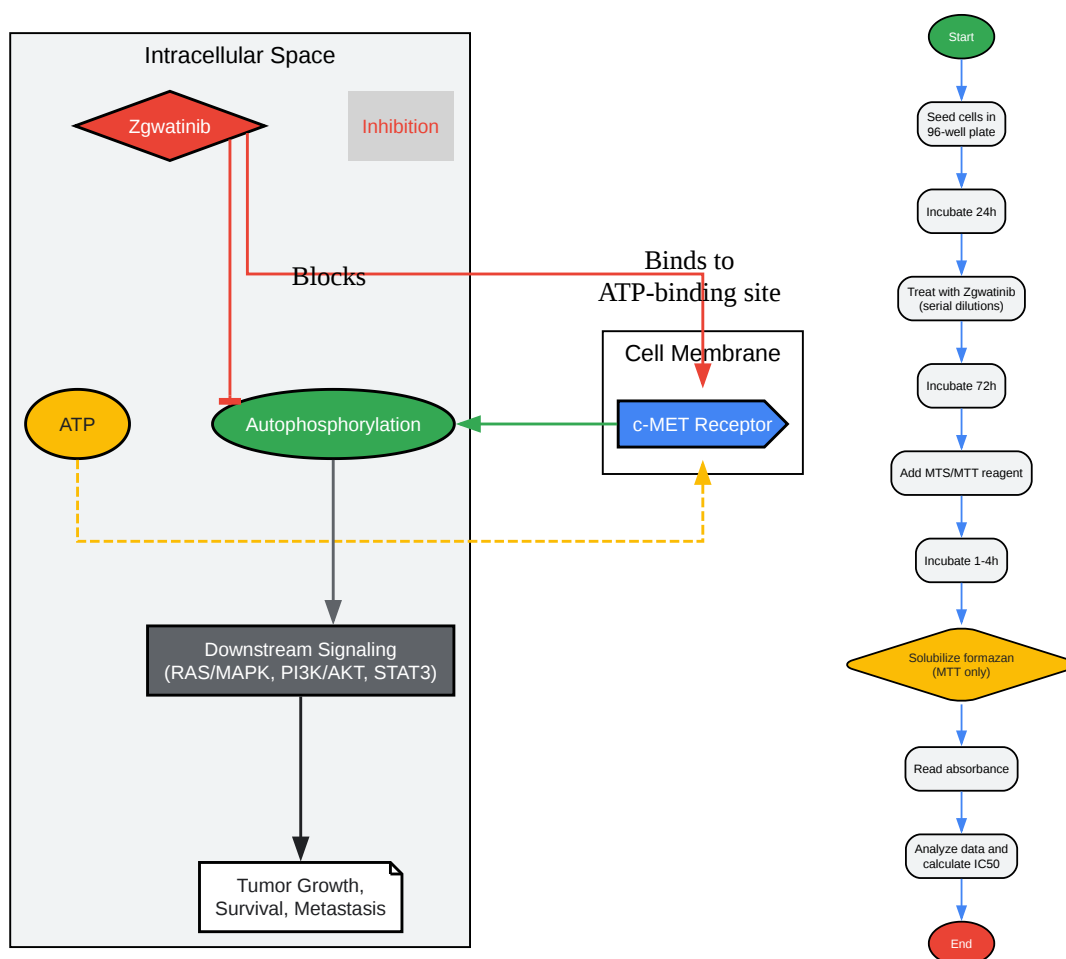 Intracellular Space
Zgwatinib
Inhibition
Blocks
Binds to
ATP-binding site
Cell Membrane
c-MET Receptor
ATP
Autophosphorylation
Downstream Signaling
(RAS/MAPK, PI3K/AKT, STAT3)
Tumor Growth,
Survival, Metastasis
Start
Seed cells in
96-well plate
Incubate 24h
Treat with Zgwatinib
(serial dilutions)
Incubate 72h
Add MTS/MTT reagent
Incubate 1-4h
Solubilize formazan
(MTT only)
Read absorbance
Analyze data and
calculate IC50
End